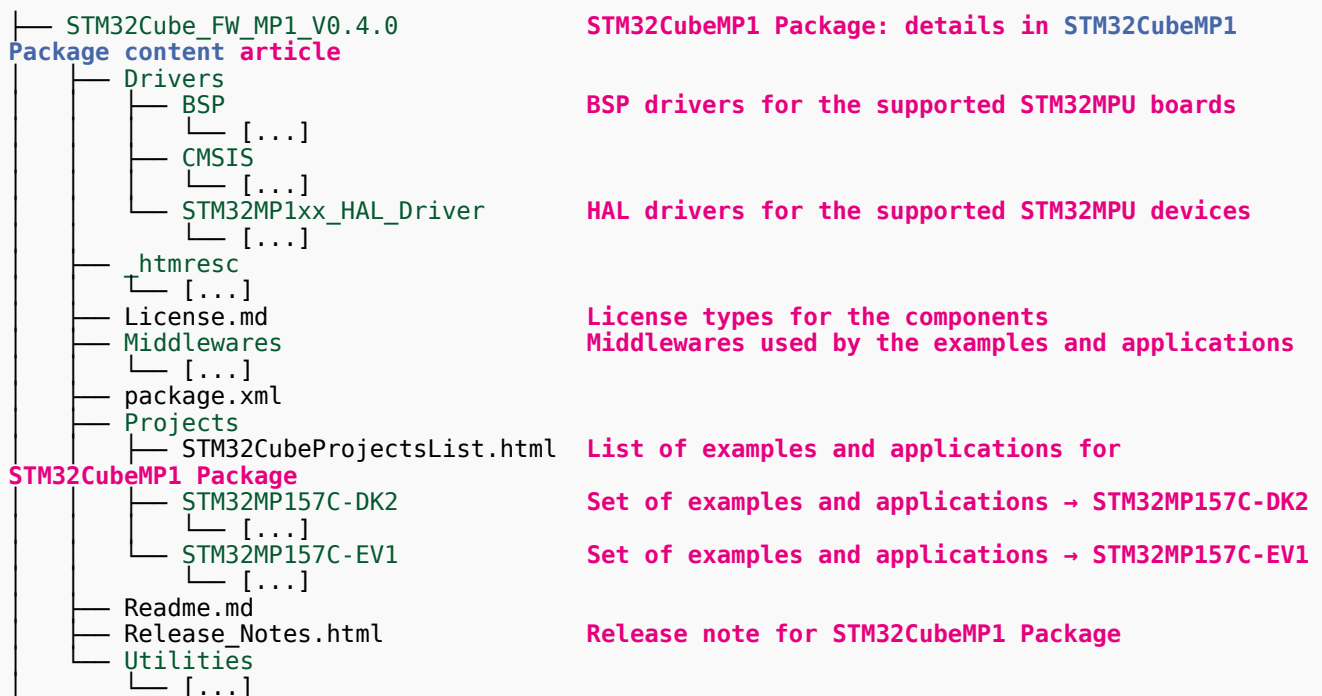 ├── STM32Cube_FW_MP1_V0.4.0             STM32CubeMP1 Package: details in STM32CubeMP1
Package content article
│   ├── Drivers
│   │   ├── BSP                         BSP drivers for the supported STM32MPU boards
│   │   │   └── [...]
│   │   ├── CMSIS
│   │   │   └── [...]
│   │   └── STM32MP1xx_HAL_Driver       HAL drivers for the supported STM32MPU devices
│   │       └── [...]
│   ├── _htmresc
│   │   └── [...]
│   ├── License.md                      License types for the components
│   ├── Middlewares                     Middlewares used by the examples and applications
│   │   └── [...]
│   ├── package.xml
│   ├── Projects
│   │   ├── STM32CubeProjectsList.html  List of examples and applications for
STM32CubeMP1 Package
│   │   ├── STM32MP157C-DK2             Set of examples and applications → STM32MP157C-DK2
│   │   │   └── [...]
│   │   └── STM32MP157C-EV1             Set of examples and applications → STM32MP157C-EV1
│   │       └── [...]
│   ├── Readme.md
│   ├── Release_Notes.html              Release note for STM32CubeMP1 Package
│   └── Utilities
│       └── [...]